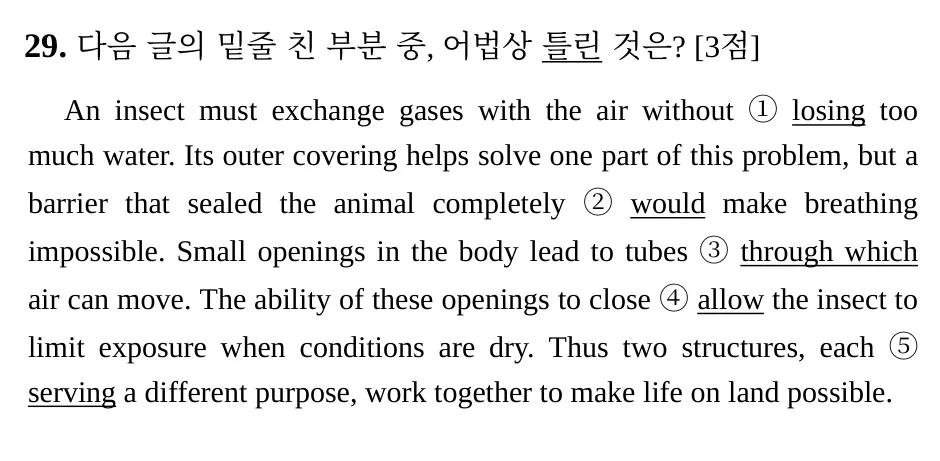 29. 다음 글의 밑줄 친 부분 중, 어법상 틀린 것은? [3점]
An insect must exchange gases with the air without ① losing too
much water. Its outer covering helps solve one part of this problem, but a
barrier that sealed the animal completely ② would make breathing
impossible. Small openings in the body lead to tubes ③ through which
air can move. The ability of these openings to close ④ allow the insect to
limit exposure when conditions are dry. Thus two structures, each ⑤
serving a different purpose, work together to make life on land possible.